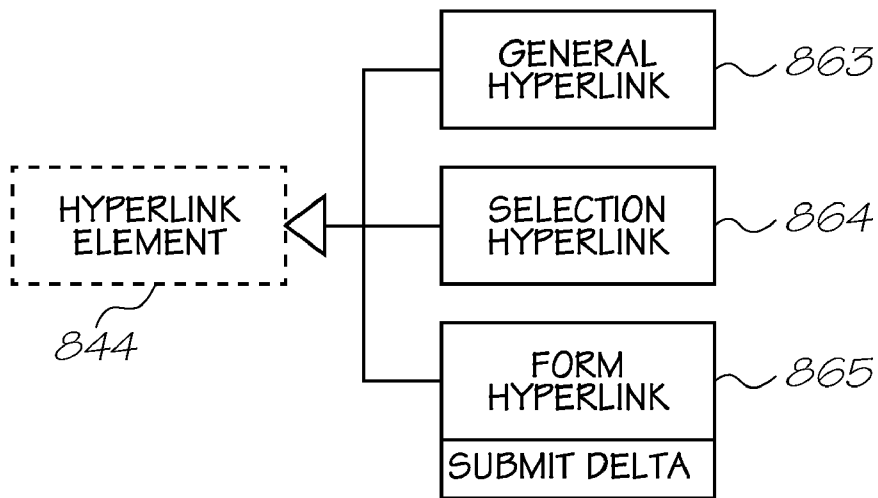 GENERAL
HYPERLINK
863
HYPERLINK
ELEMENT
844
SELECTION
HYPERLINK
864
FORM
HYPERLINK
865
SUBMIT DELTA